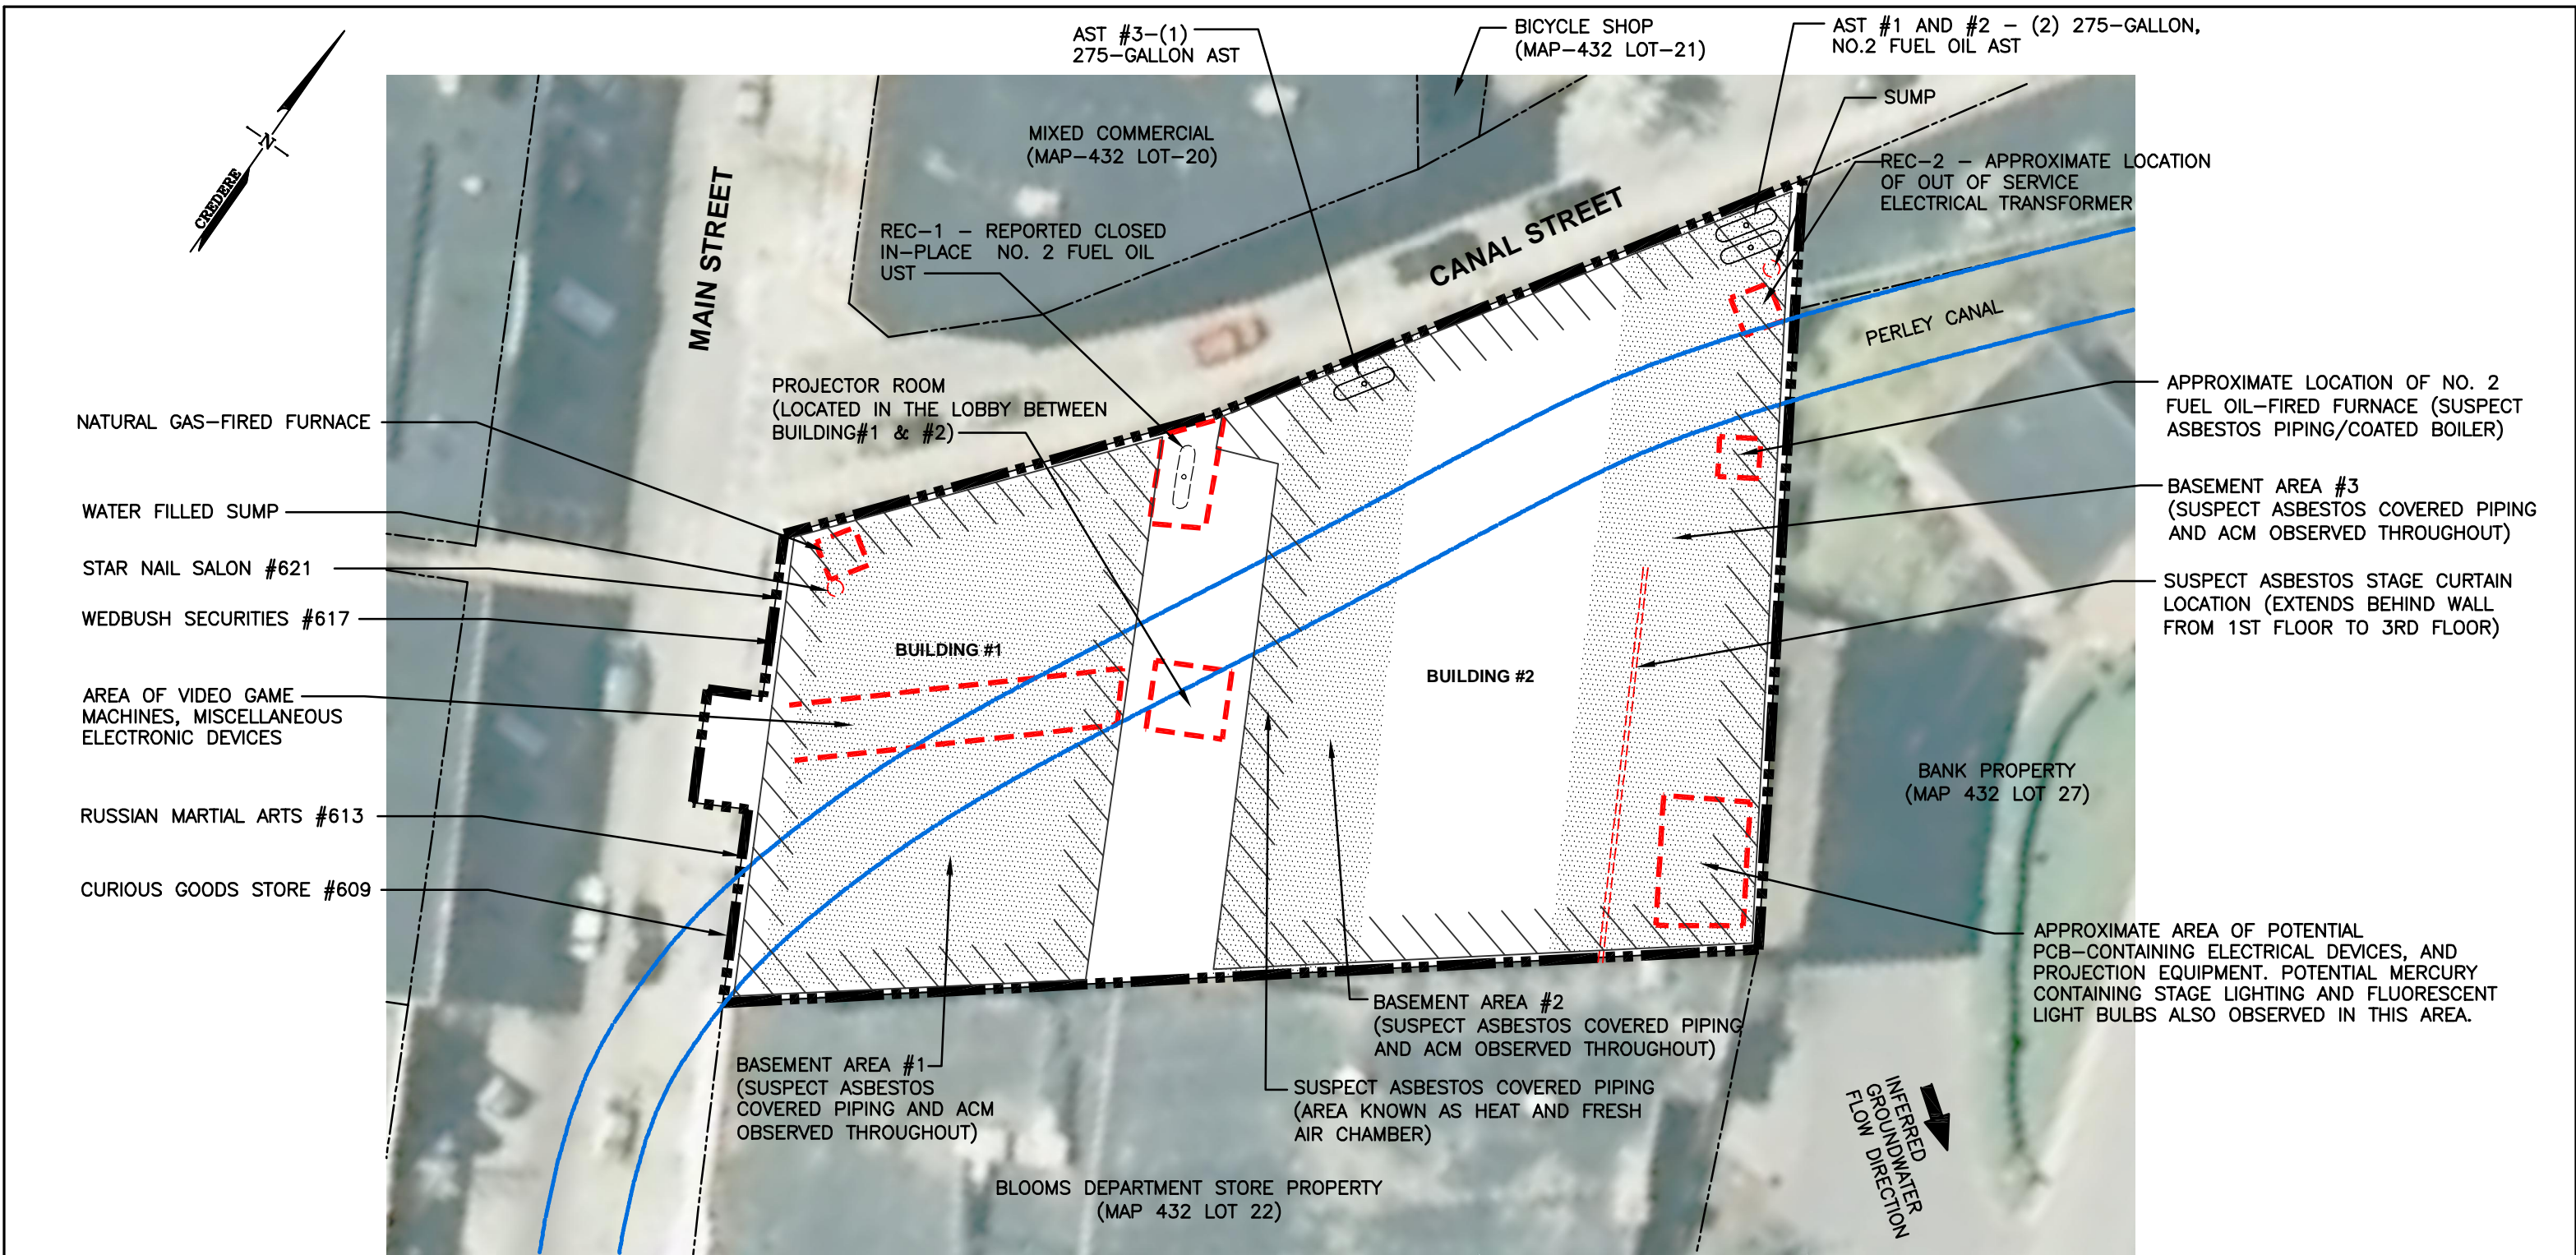 AST #3-(1)
275-GALLON AST
BICYCLE SHOP
(MAP-432 LOT-21)
AST #1 AND #2 - (2) 275-GALLON,
NO.2 FUEL OIL AST
SUMP
N
CREDERE
MIXED COMMERCIAL
(MAP-432 LOT-20)
REC-2 - APPROXIMATE LOCATION
OF OUT OF SERVICE
ELECTRICAL TRANSFORMER
MAIN STREET
CANAL STREET
REC-1 - REPORTED CLOSED
IN-PLACE NO. 2 FUEL OIL
UST
PERLEY CANAL
PROJECTOR ROOM
(LOCATED IN THE LOBBY BETWEEN
BUILDING#1 & #2)
NATURAL GAS-FIRED FURNACE
WATER FILLED SUMP
STAR NAIL SALON #621
WEDBUSH SECURITIES #617
AREA OF VIDEO GAME
MACHINES, MISCELLANEOUS
ELECTRONIC DEVICES
RUSSIAN MARTIAL ARTS #613
CURIOUS GOODS STORE #609
BUILDING #1
BUILDING #2
APPROXIMATE LOCATION OF NO. 2
FUEL OIL-FIRED FURNACE (SUSPECT
ASBESTOS PIPING/COATED BOILER)
BASEMENT AREA #3
(SUSPECT ASBESTOS COVERED PIPING
AND ACM OBSERVED THROUGHOUT)
SUSPECT ASBESTOS STAGE CURTAIN
LOCATION (EXTENDS BEHIND WALL
FROM 1ST FLOOR TO 3RD FLOOR)
BANK PROPERTY
(MAP 432 LOT 27)
APPROXIMATE AREA OF POTENTIAL
PCB-CONTAINING ELECTRICAL DEVICES, AND
PROJECTION EQUIPMENT. POTENTIAL MERCURY
CONTAINING STAGE LIGHTING AND FLUORESCENT
LIGHT BULBS ALSO OBSERVED IN THIS AREA.
BASEMENT AREA #2
(SUSPECT ASBESTOS COVERED PIPING
AND ACM OBSERVED THROUGHOUT)
BASEMENT AREA #1
(SUSPECT ASBESTOS
COVERED PIPING AND ACM
OBSERVED THROUGHOUT)
SUSPECT ASBESTOS COVERED PIPING
(AREA KNOWN AS HEAT AND FRESH
AIR CHAMBER)
BLOOMS DEPARTMENT STORE PROPERTY
(MAP 432 LOT 22)
INFERRED
GROUNDWATER
FLOW DIRECTION